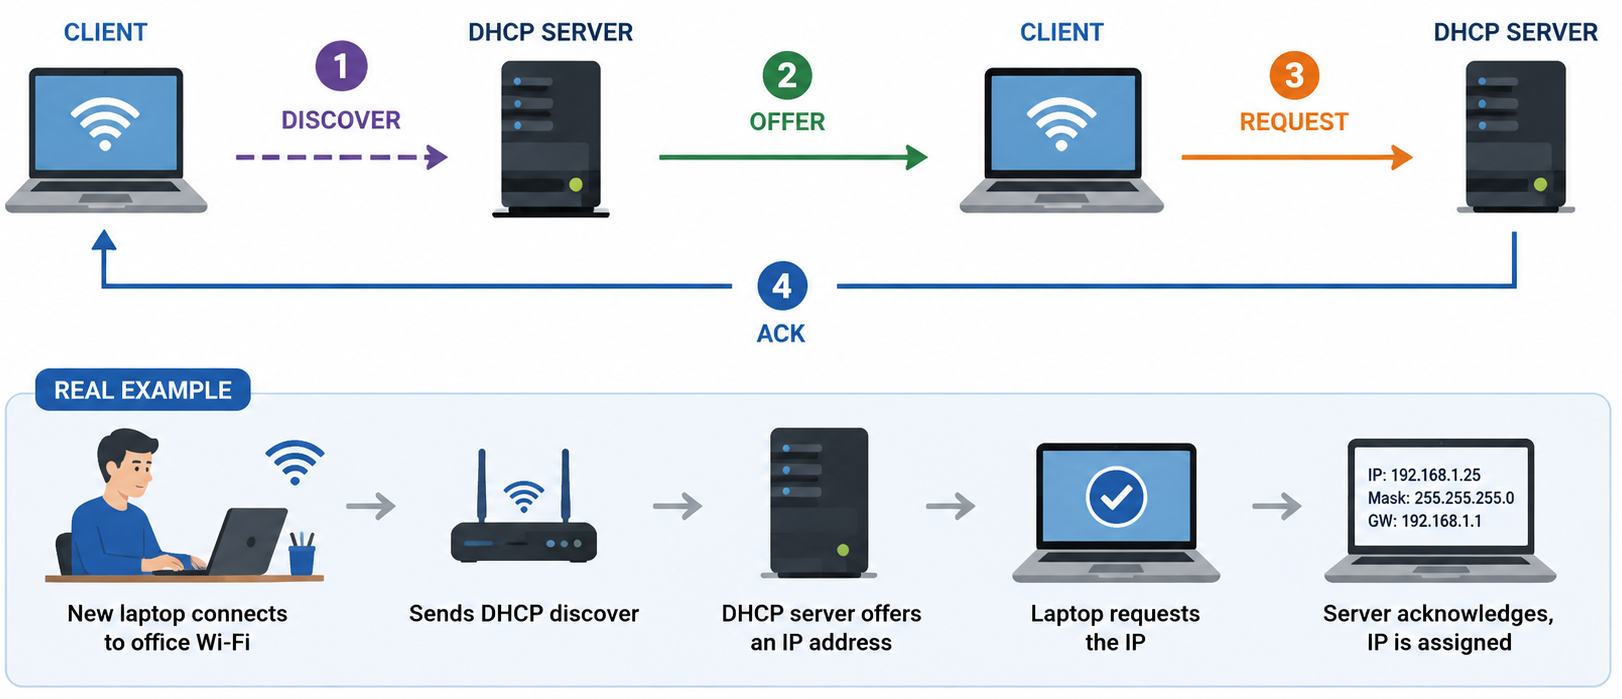 CLIENT
1
DISCOVER
DHCP SERVER
2
OFFER
CLIENT
3
REQUEST
DHCP SERVER
4
ACK
REAL EXAMPLE
New laptop connects
to office Wi-Fi
Sends DHCP discover
DHCP server offers
an IP address
Laptop requests
the IP
IP: 192.168.1.25
Mask: 255.255.255.0
GW: 192.168.1.1
Server acknowledges,
IP is assigned